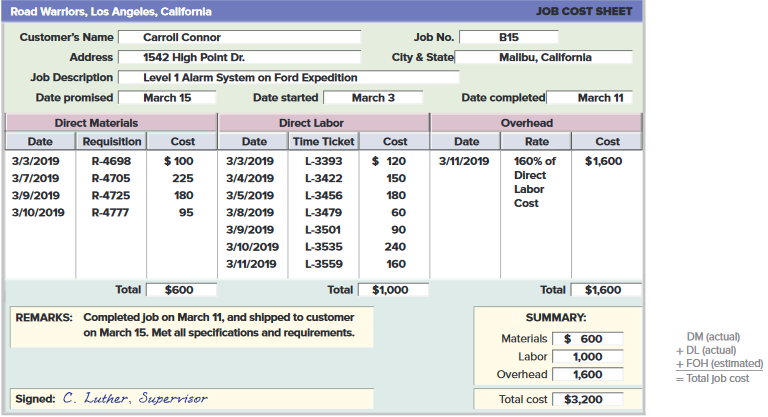 Road Warriors, Los Angeles, California JOB COST SHEET
Customer's Name Carroll Connor Job No. B15
Address 1542 High Point Dr. City & State Malibu, California
Job Description Level 1 Alarm System on Ford Expedition
Date promised March 15 Date started March 3 Date completed March 11
Direct Materials Direct Labor Overhead
Date Requisition Cost Date Time Ticket Cost Date Rate Cost
3/3/2019 R-4698 $ 100 3/3/2019 L-3393 $ 120 3/11/2019 160% of $1,600
3/7/2019 R-4705 225 3/4/2019 L-3422 150 Direct
3/9/2019 R-4725 180 3/5/2019 L-3456 180 Labor
3/10/2019 R-4777 95 3/8/2019 L-3479 60 Cost
3/9/2019 L-3501 90
3/10/2019 L-3535 240
3/11/2019 L-3559 160
Total $600 Total $1,000 Total $1,600
REMARKS: Completed job on March 11, and shipped to customer
on March 15. Met all specifications and requirements.
SUMMARY:
Materials $ 600
Labor 1,000
Overhead 1,600
Total cost $3,200
Signed: C. Luther, Supervisor
DM (actual)
+ DL (actual)
+ FOH (estimated)
= Total job cost